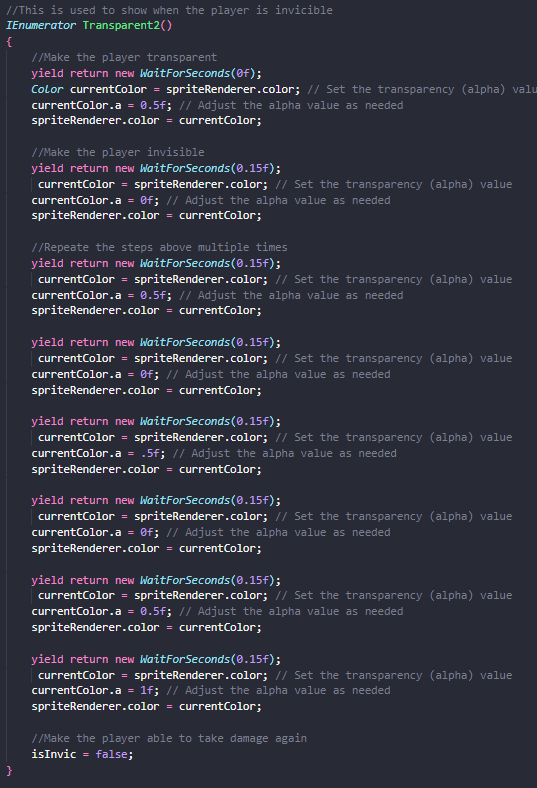 //This is used to show when the player is invicible
IEnumerator Transparent2()
{
    //Make the player transparent
    yield return new WaitForSeconds(0f);
    Color currentColor = spriteRenderer.color; // Set the transparency (alpha) valu
    currentColor.a = 0.5f; // Adjust the alpha value as needed
    spriteRenderer.color = currentColor;

    //Make the player invisible
    yield return new WaitForSeconds(0.15f);
     currentColor = spriteRenderer.color; // Set the transparency (alpha) value
    currentColor.a = 0f; // Adjust the alpha value as needed
    spriteRenderer.color = currentColor;

    //Repeate the steps above multiple times
    yield return new WaitForSeconds(0.15f);
     currentColor = spriteRenderer.color; // Set the transparency (alpha) value
    currentColor.a = 0.5f; // Adjust the alpha value as needed
    spriteRenderer.color = currentColor;

    yield return new WaitForSeconds(0.15f);
     currentColor = spriteRenderer.color; // Set the transparency (alpha) value
    currentColor.a = 0f; // Adjust the alpha value as needed
    spriteRenderer.color = currentColor;

    yield return new WaitForSeconds(0.15f);
     currentColor = spriteRenderer.color; // Set the transparency (alpha) value
    currentColor.a = .5f; // Adjust the alpha value as needed
    spriteRenderer.color = currentColor;

    yield return new WaitForSeconds(0.15f);
     currentColor = spriteRenderer.color; // Set the transparency (alpha) value
    currentColor.a = 0f; // Adjust the alpha value as needed
    spriteRenderer.color = currentColor;

    yield return new WaitForSeconds(0.15f);
     currentColor = spriteRenderer.color; // Set the transparency (alpha) value
    currentColor.a = 0.5f; // Adjust the alpha value as needed
    spriteRenderer.color = currentColor;

    yield return new WaitForSeconds(0.15f);
     currentColor = spriteRenderer.color; // Set the transparency (alpha) value
    currentColor.a = 1f; // Adjust the alpha value as needed
    spriteRenderer.color = currentColor;

    //Make the player able to take damage again
    isInvic = false;
}